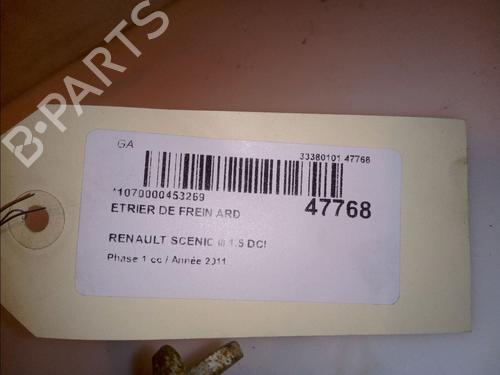 B-PARTS
GA
33380101 47768
*1070000453269
ETRIER DE FREIN ARD
47768
RENAULT SCENIC III 1.5 DCI
Phase 1 cc / Année 2011